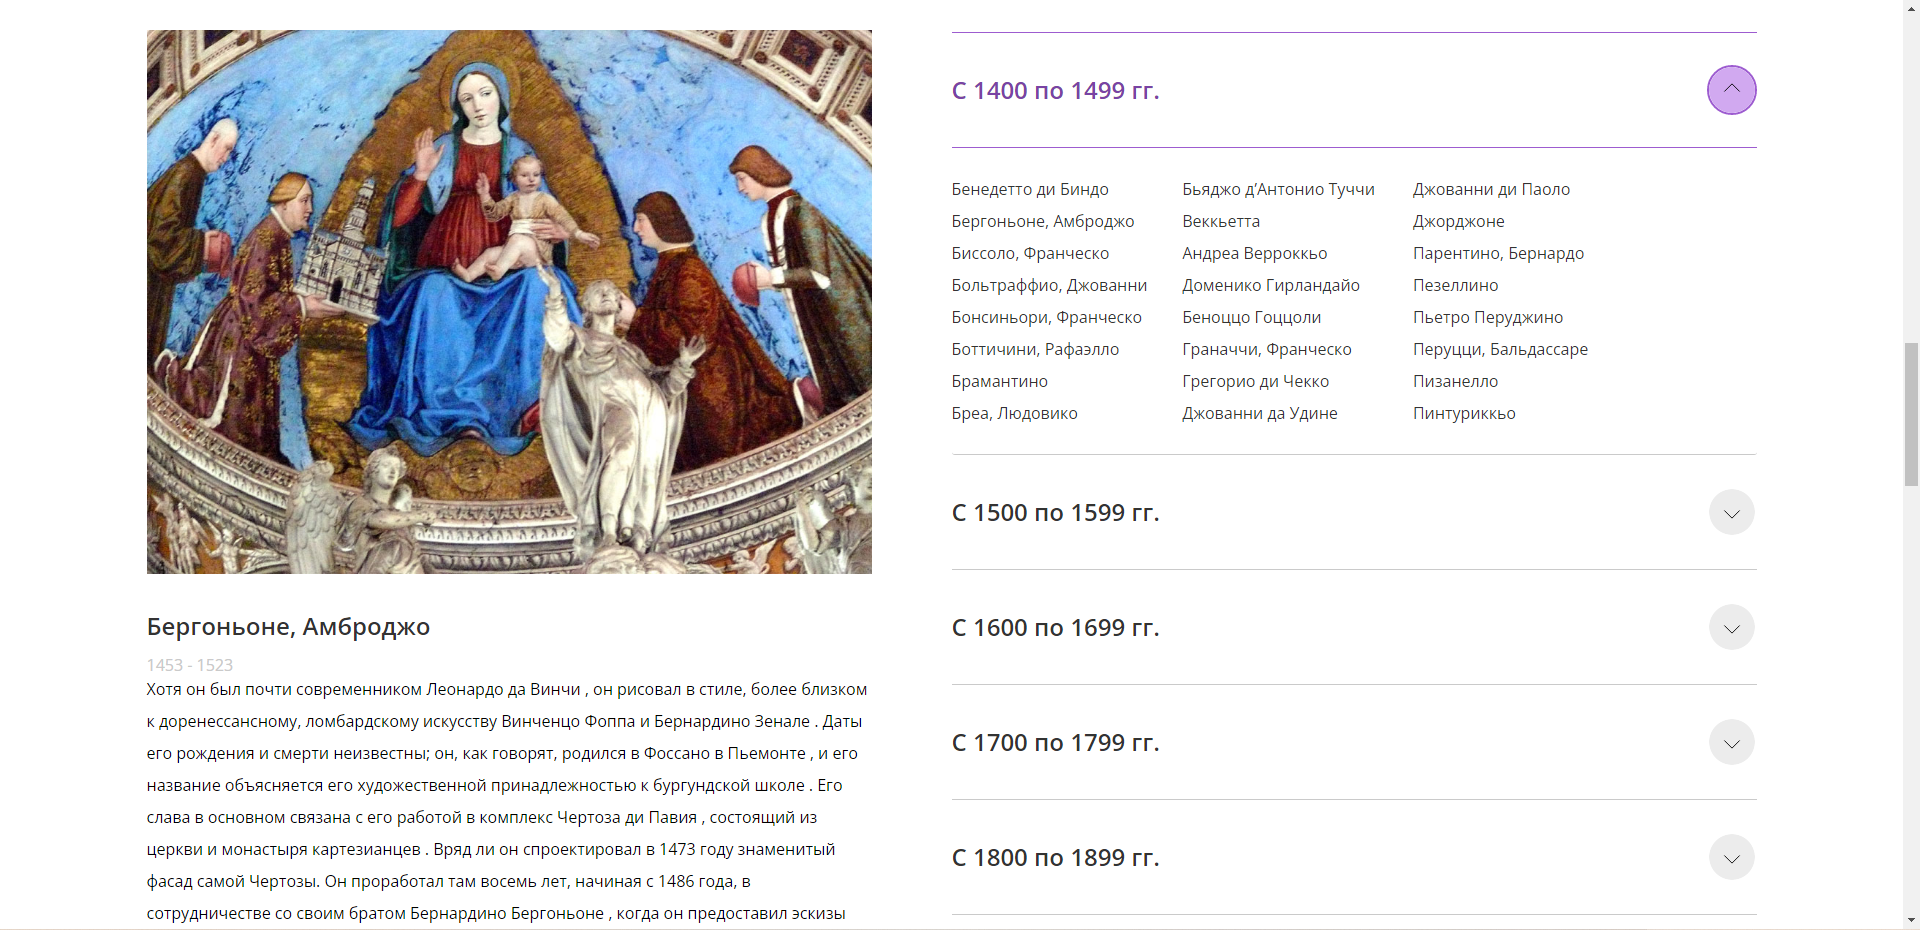 Бергоньоне, Амброджо
1453 - 1523
Хотя он был почти современником Леонардо да Винчи , он рисовал в стиле, более близком
к доренессансному, ломбардскому искусству Винченцо Фоппа и Бернардино Зенале . Даты
его рождения и смерти неизвестны; он, как говорят, родился в Фоссано в Пьемонте , и его
название объясняется его художественной принадлежностью к бургундской школе . Его
слава в основном связана с его работой в комплекс Чертоза ди Павия , состоящий из
церкви и монастыря картезианцев . Вряд ли он спроектировал в 1473 году знаменитый
фасад самой Чертозы. Он проработал там восемь лет, начиная с 1486 года, в
сотрудничестве со своим братом Бернардино Бергоньоне , когда он предоставил эскизы
С 1400 по 1499 гг.
Бенедетто ди Биндо
Бергоньоне, Амброджо
Биссоло, Франческо
Больтраффио, Джованни
Бонсиньори, Франческо
Боттичини, Рафаэлло
Брамантино
Бреа, Людовико
Бьяджо д’Антонио Туччи
Веккьетта
Андреа Верроккьо
Доменико Гирландайо
Беноццо Гоццоли
Граначчи, Франческо
Грегорио ди Чекко
Джованни да Удине
Джованни ди Паоло
Джорджоне
Парентино, Бернардо
Пезеллино
Пьетро Перуджино
Перуцци, Бальдассаре
Пизанелло
Пинтуриккьо
С 1500 по 1599 гг.
С 1600 по 1699 гг.
С 1700 по 1799 гг.
С 1800 по 1899 гг.